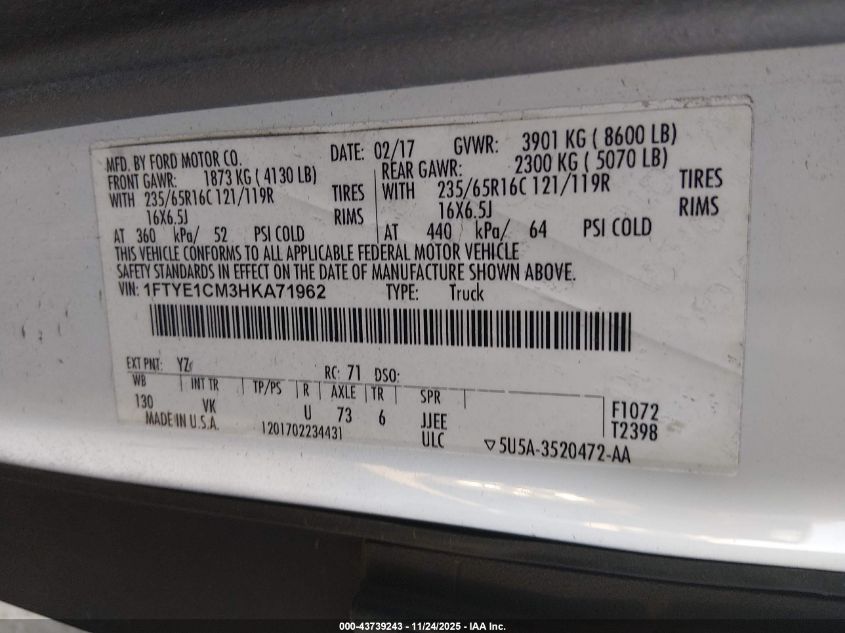 MFD. BY FORD MOTOR CO. DATE: 02/17 GVWR: 3901 KG ( 8600 LB)
FRONT GAWR: 1873 KG ( 4130 LB) REAR GAWR: 2300 KG ( 5070 LB)
WITH 235/65R16C 121/119R TIRES WITH 235/65R16C 121/119R TIRES
16X6.5J RIMS 16X6.5J RIMS
AT 360 kPa/ 52 PSI COLD AT 440 kPa/ 64 PSI COLD
THIS VEHICLE CONFORMS TO ALL APPLICABLE FEDERAL MOTOR VEHICLE
SAFETY STANDARDS IN EFFECT ON THE DATE OF MANUFACTURE SHOWN ABOVE.
VIN: 1FTYE1CM3HKA71962 TYPE: Truck
EXT PNT: YZ RC: 71 DSO:
WB INT TR TP/PS R AXLE TR SPR
130 VK U 73 6 JJEE F1072
MADE IN U.S.A. 1201702234431 ULC T2398
▽5U5A-3520472-AA
000-43739243 - 11/24/2025 - IAA Inc.